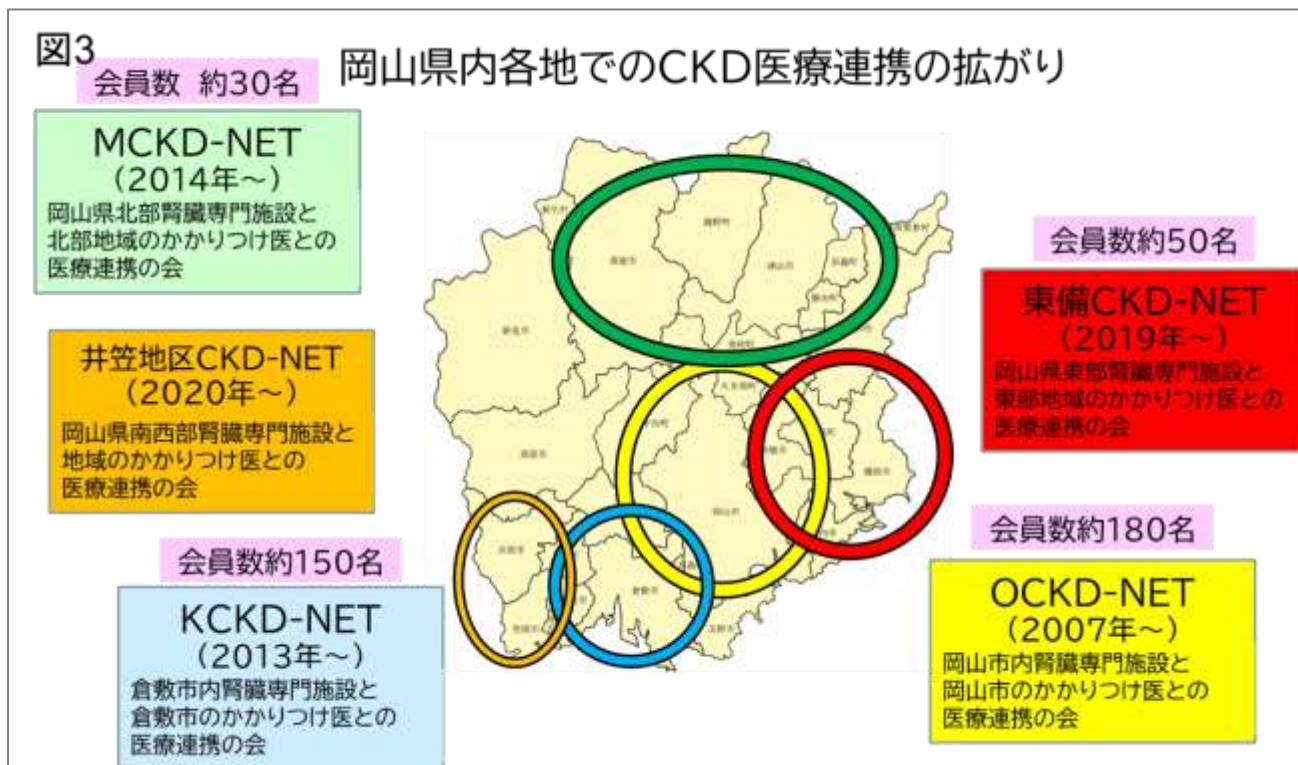 図3
岡山県内各地でのCKD医療連携の拡がり
会員数 約30名
MCKD-NET
(2014年~)
岡山県北部腎臓専門施設と
北部地域のかかりつけ医との
医療連携の会
井笠地区CKD-NET
(2020年~)
岡山県南西部腎臓専門施設と
地域のかかりつけ医との
医療連携の会
会員数約150名
KCKD-NET
(2013年~)
倉敷市内腎臓専門施設と
倉敷市のかかりつけ医との
医療連携の会
会員数約50名
東備CKD-NET
(2019年~)
岡山県東部腎臓専門施設と
東部地域のかかりつけ医との
医療連携の会
会員数約180名
OCKD-NET
(2007年~)
岡山市内腎臓専門施設と
岡山市のかかりつけ医との
医療連携の会
津山市
岡山市
倉敷市